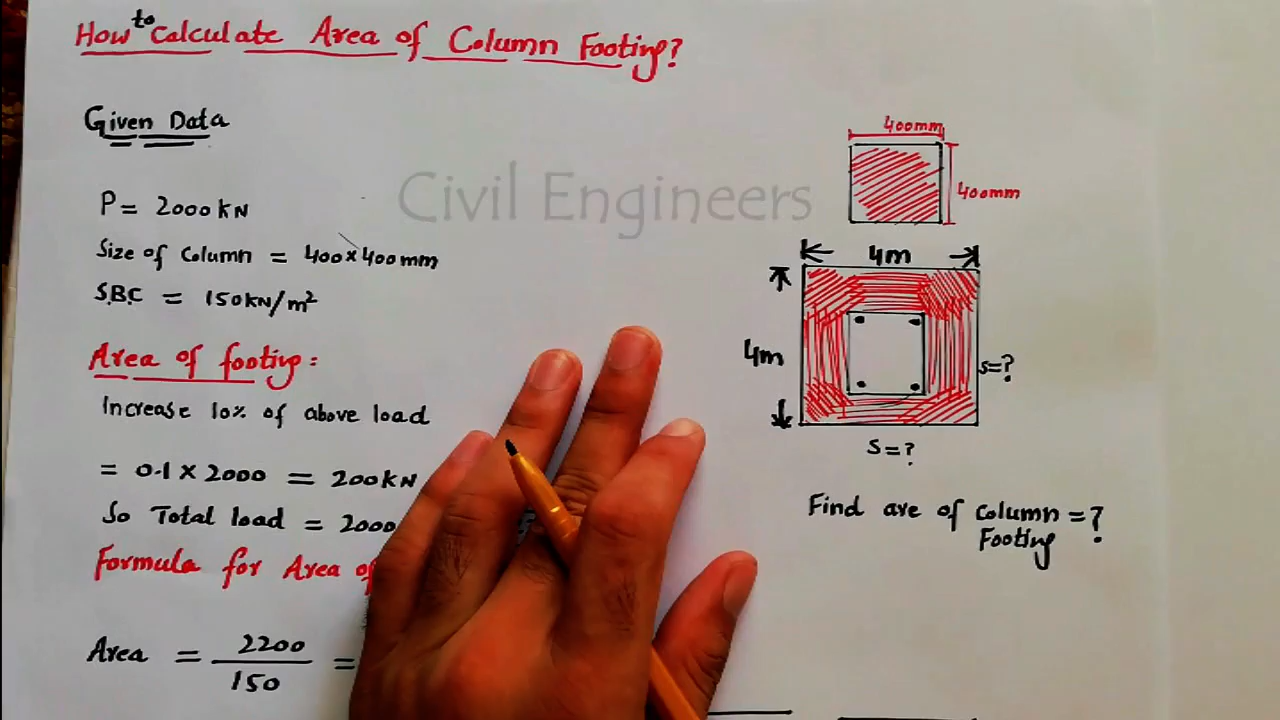 How to calculate Area of Column Footing?
Given Data
P = 2000 kN
Size of Column = 400 × 400 mm
S.B.C = 150 kN/m²
Area of footing:
Increase 10% of above load
= 0.1 × 2000 = 200 kN
So Total load = 2000
Formula for Area of
Area = 2200 / 150 =
Civil Engineers
400mm
400mm
4m
4m
S=?
S=?
Find are of Column = ?
Footing